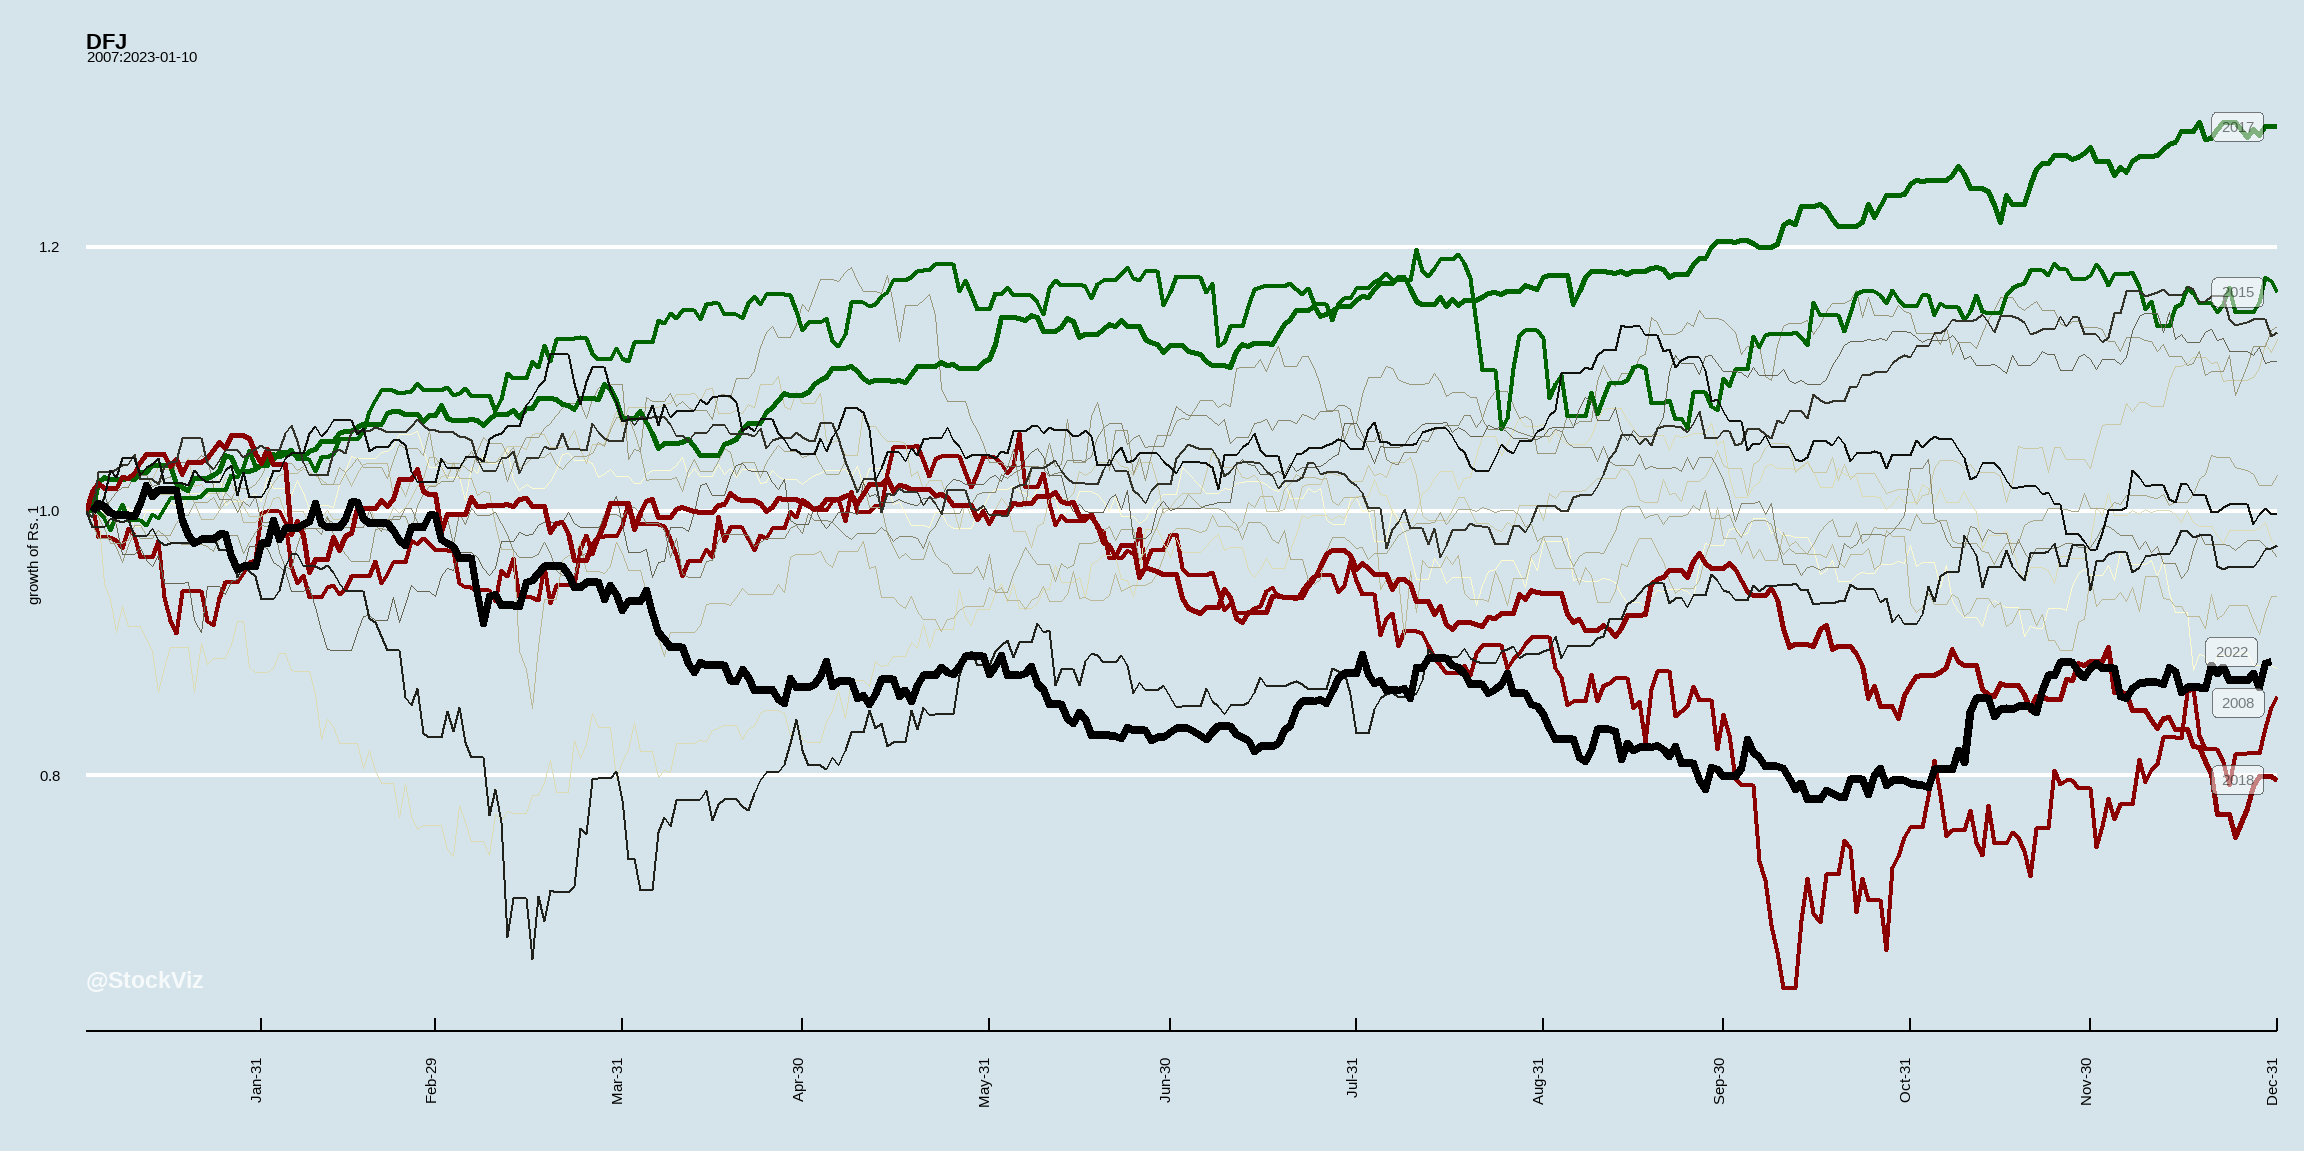 DFJ
2007:2023-01-10
2017
1.2
2015
1.0
growth of Rs. 1
2022
2008
0.8
2018
@StockViz
Jan-31
Feb-29
Mar-31
Apr-30
May-31
Jun-30
Jul-31
Aug-31
Sep-30
Oct-31
Nov-30
Dec-31